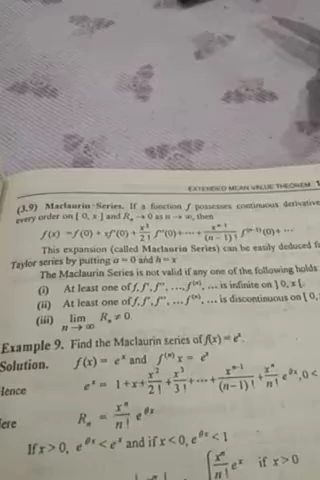 EXTENDED MEAN VALUE THEOREM
(3.9) Maclaurin Series. If a function f possesses continuous derivative
every order on [ 0, x ] and Rₙ → 0 as n → ∞, then
f(x) = f(0) + xf'(0) + x²/2! f''(0) + ··· + xⁿ⁻¹/(n−1)! f⁽ⁿ⁻¹⁾(0) + ···
This expansion (called Maclaurin Series) can be easily deduced
Taylor series by putting a = 0 and h = x
The Maclaurin Series is not valid if any one of the following holds
(i) At least one of f, f', f'', ..., f⁽ⁿ⁾, ... is infinite on ] 0, x [.
(ii) At least one of f, f', f'', ... f⁽ⁿ⁾, ... is discontinuous on [ 0,
(iii) lim n → ∞ Rₙ ≠ 0
Example 9. Find the Maclaurin series of f(x) = eˣ.
Solution. f(x) = eˣ and f⁽ⁿ⁾x = eˣ
Hence eˣ = 1 + x + x²/2! + x³/3! + ··· + xⁿ⁻¹/(n−1)! + xⁿ/n! e^θx, 0 <
ere Rₙ = xⁿ/n! e^θx
If x > 0, e^θx < eˣ and if x < 0, e^θx < 1
xⁿ/n! eˣ if x > 0